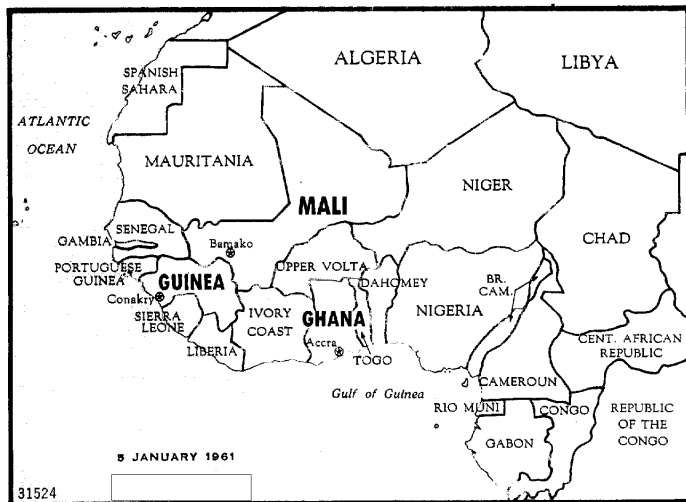 ALGERIA
LIBYA
SPANISH
SAHARA
ATLANTIC
OCEAN
MAURITANIA
NIGER
MALI
CHAD
SENEGAL
GAMBIA
Bamako
PORTUGUESE
GUINEA
GUINEA
UPPER VOLTA
DAHOMEY
BR.
CAM.
NIGERIA
Conakry
SIERRA
LEONE
IVORY
COAST
GHANA
LIBERIA
Accra
TOGO
CENT. AFRICAN
REPUBLIC
CAMEROUN
Gulf of Guinea
RIO MUNI
CONGO
REPUBLIC
OF THE
CONGO
GABON
5 JANUARY 1961
31524